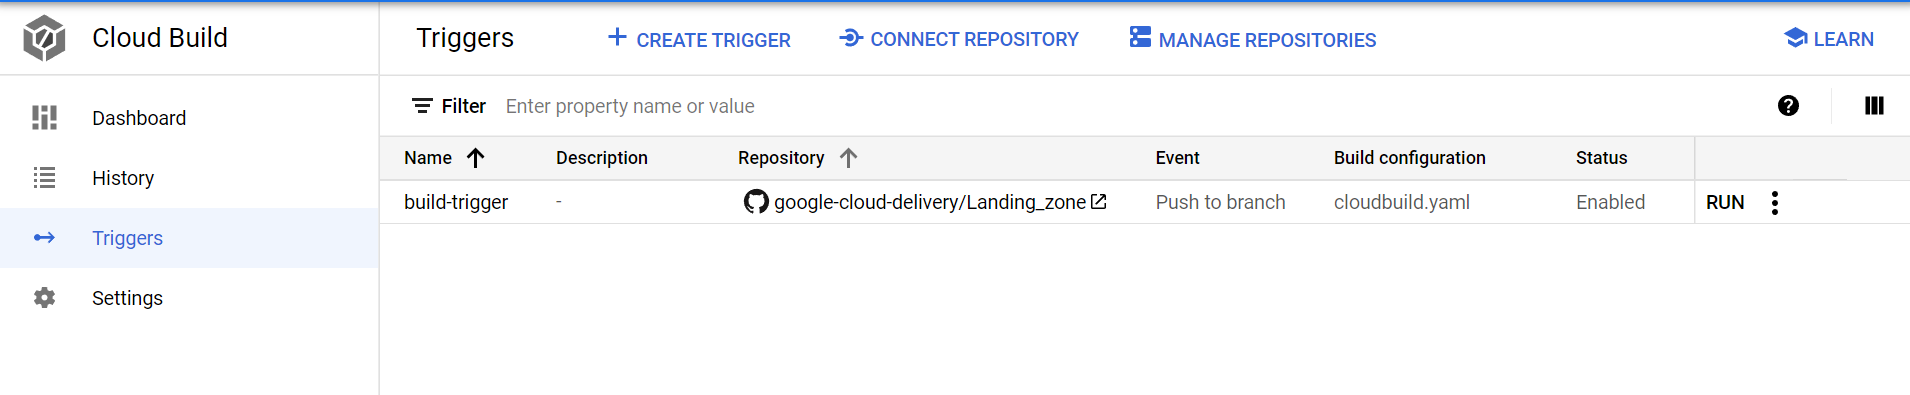 Cloud Build
Triggers CREATE TRIGGER CONNECT REPOSITORY MANAGE REPOSITORIES LEARN
Dashboard
History
Triggers
Settings
Filter Enter property name or value
Name Description Repository Event Build configuration Status
build-trigger - google-cloud-delivery/Landing_zone Push to branch cloudbuild.yaml Enabled RUN